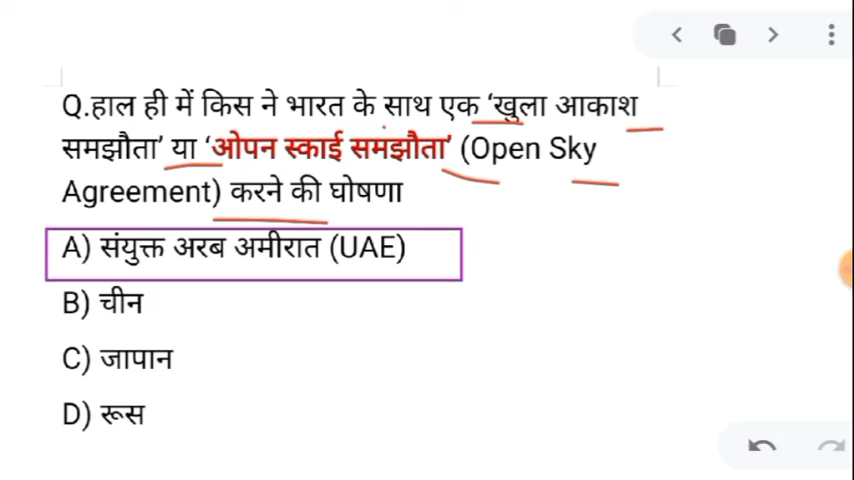 Q.हाल ही में किस ने भारत के साथ एक ‘खुला आकाश
समझौता’ या ‘ओपन स्काई समझौता’ (Open Sky
Agreement) करने की घोषणा
A) संयुक्त अरब अमीरात (UAE)
B) चीन
C) जापान
D) रूस